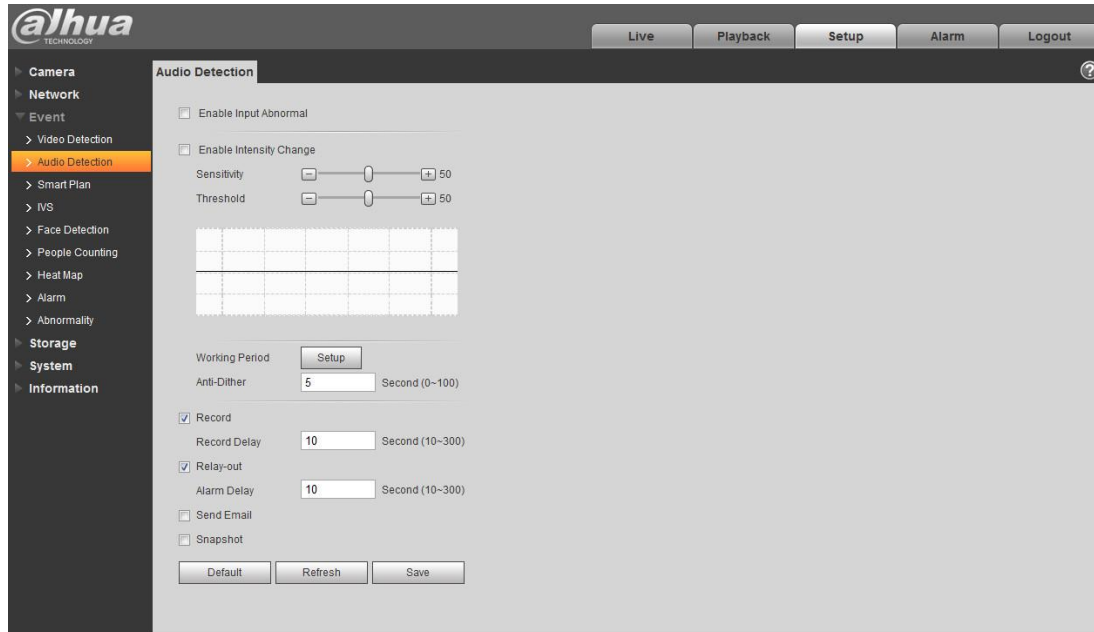 alhua
TECHNOLOGY
Live Playback Setup Alarm Logout
Camera
Network
Event
Video Detection
Audio Detection
Smart Plan
IVS
Face Detection
People Counting
Heat Map
Alarm
Abnormality
Storage
System
Information
Audio Detection
?
Enable Input Abnormal
Enable Intensity Change
Sensitivity - + 50
Threshold - + 50
Working Period Setup
Anti-Dither 5 Second (0~100)
Record
Record Delay 10 Second (10~300)
Relay-out
Alarm Delay 10 Second (10~300)
Send Email
Snapshot
Default Refresh Save